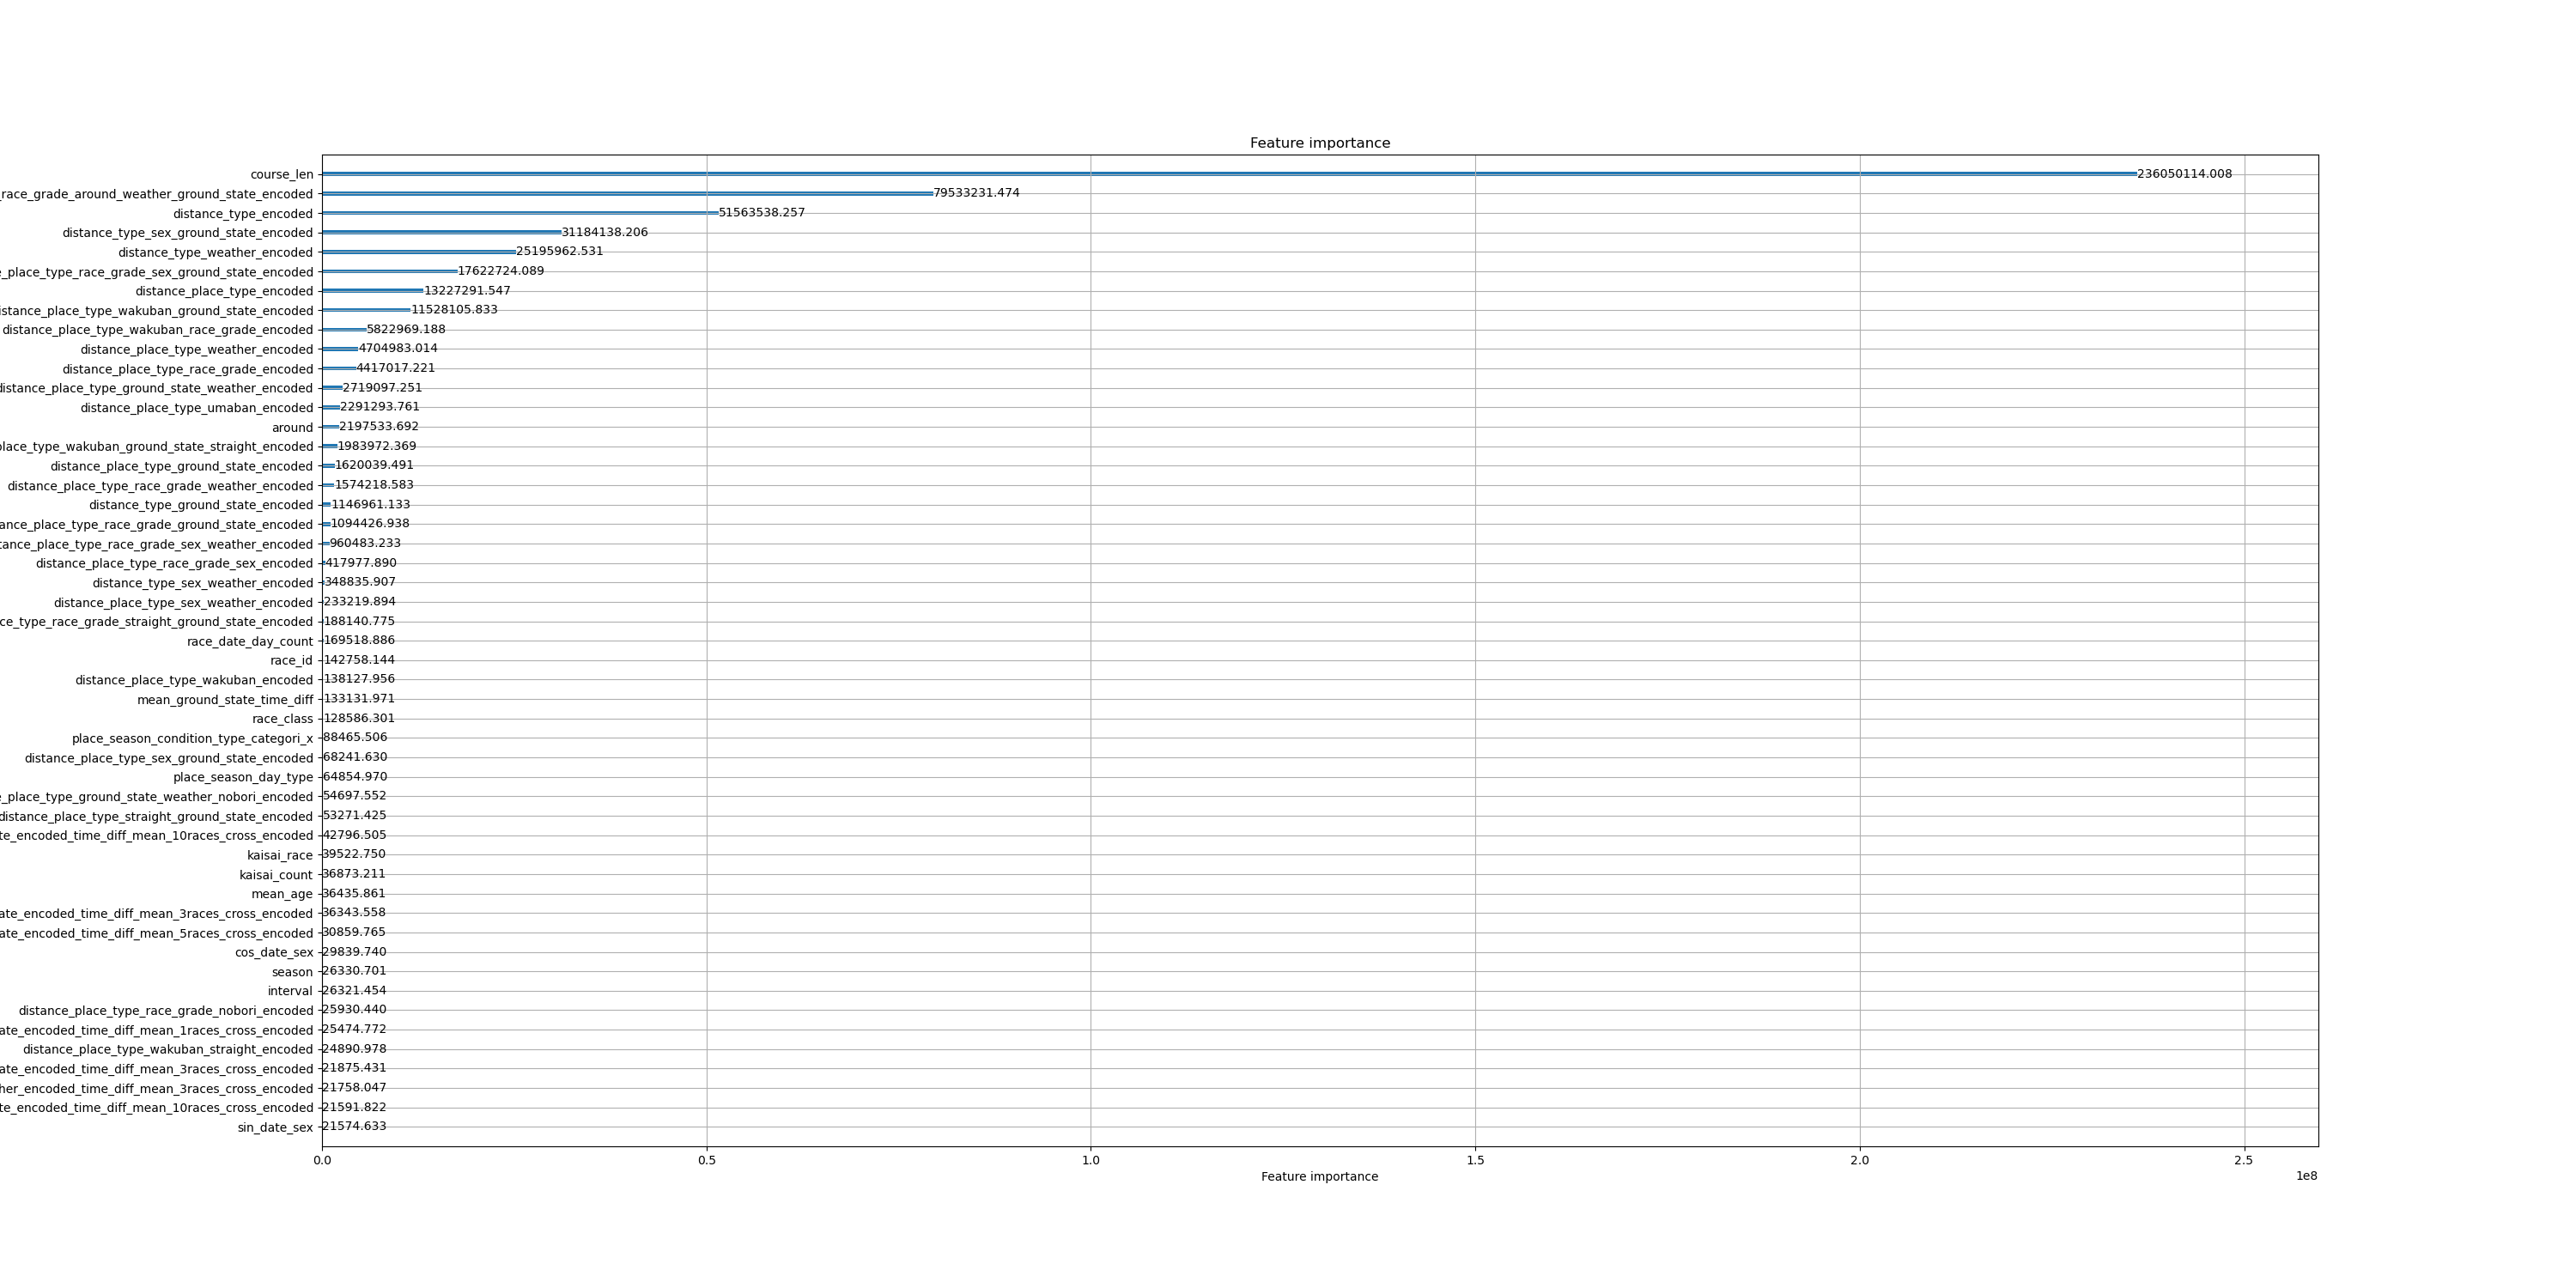 Feature importance
course_len 236050114.008
_race_grade_around_weather_ground_state_encoded 79533231.474
distance_type_encoded 51563538.257
distance_type_sex_ground_state_encoded 31184138.206
distance_type_weather_encoded 25195962.531
_place_type_race_grade_sex_ground_state_encoded 17622724.089
distance_place_type_encoded 13227291.547
istance_place_type_wakuban_ground_state_encoded 11528105.833
distance_place_type_wakuban_race_grade_encoded 5822969.188
distance_place_type_weather_encoded 4704983.014
distance_place_type_race_grade_encoded 4417017.221
distance_place_type_ground_state_weather_encoded 2719097.251
distance_place_type_umaban_encoded 2291293.761
around 2197533.692
place_type_wakuban_ground_state_straight_encoded 1983972.369
distance_place_type_ground_state_encoded 1620039.491
distance_place_type_race_grade_weather_encoded 1574218.583
distance_type_ground_state_encoded 1146961.133
ance_place_type_race_grade_ground_state_encoded 1094426.938
tance_place_type_race_grade_sex_weather_encoded 960483.233
distance_place_type_race_grade_sex_encoded 417977.890
distance_type_sex_weather_encoded 348835.907
distance_place_type_sex_weather_encoded 233219.894
ce_type_race_grade_straight_ground_state_encoded 188140.775
race_date_day_count 169518.886
race_id 142758.144
distance_place_type_wakuban_encoded 138127.956
mean_ground_state_time_diff 133131.971
race_class 128586.301
place_season_condition_type_categori_x 88465.506
distance_place_type_sex_ground_state_encoded 68241.630
place_season_day_type 64854.970
_place_type_ground_state_weather_nobori_encoded 54697.552
distance_place_type_straight_ground_state_encoded 53271.425
te_encoded_time_diff_mean_10races_cross_encoded 42796.505
kaisai_race 39522.750
kaisai_count 36873.211
mean_age 36435.861
ate_encoded_time_diff_mean_3races_cross_encoded 36343.558
ate_encoded_time_diff_mean_5races_cross_encoded 30859.765
cos_date_sex 29839.740
season 26330.701
interval 26321.454
distance_place_type_race_grade_nobori_encoded 25930.440
ate_encoded_time_diff_mean_1races_cross_encoded 25474.772
distance_place_type_wakuban_straight_encoded 24890.978
ate_encoded_time_diff_mean_3races_cross_encoded 21875.431
her_encoded_time_diff_mean_3races_cross_encoded 21758.047
te_encoded_time_diff_mean_10races_cross_encoded 21591.822
sin_date_sex 21574.633
0.0 0.5 1.0 1.5 2.0 2.5
Feature importance 1e8